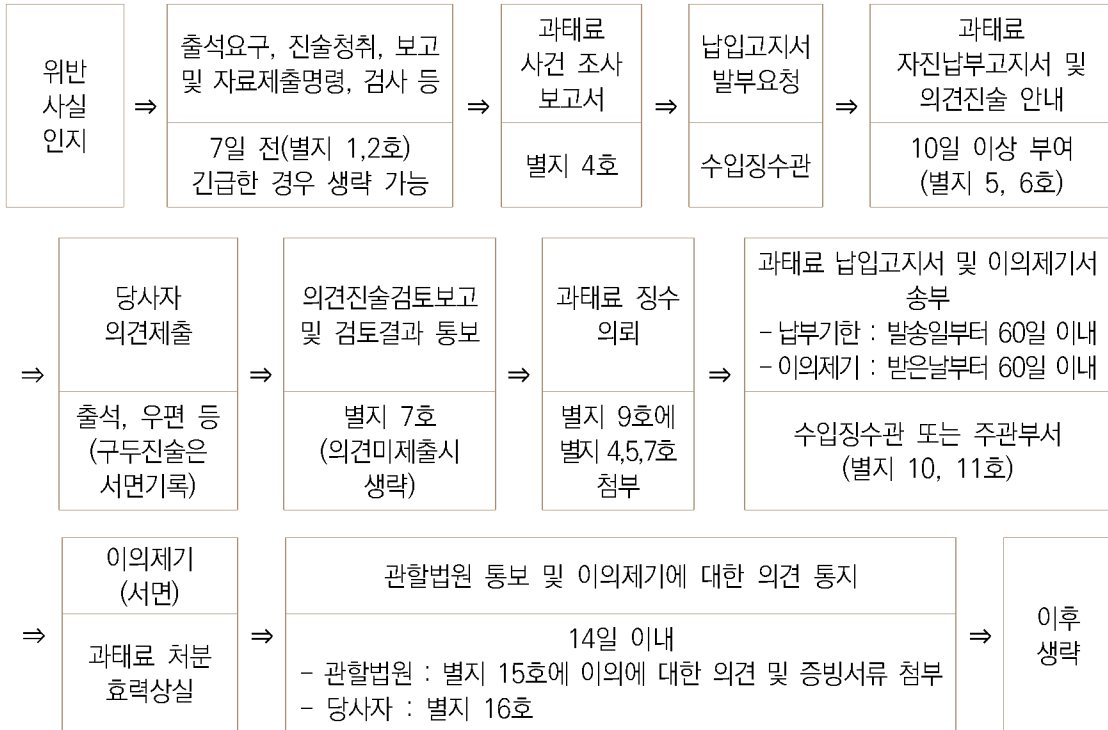 위반
사실
인지
⇒
출석요구, 진술청취, 보고
및 자료제출명령, 검사 등
7일 전(별지 1,2호)
긴급한 경우 생략 가능
⇒
과태료
사건 조사
보고서
별지 4호
⇒
납입고지서
발부요청
수입징수관
⇒
과태료
자진납부고지서 및
의견진술 안내
10일 이상 부여
(별지 5, 6호)
⇒
당사자
의견제출
출석, 우편 등
(구두진술은
서면기록)
⇒
의견진술검토보고
및 검토결과 통보
별지 7호
(의견미제출시
생략)
⇒
과태료 징수
의뢰
별지 9호에
별지 4,5,7호
첨부
⇒
과태료 납입고지서 및 이의제기서
송부
- 납부기한 : 발송일부터 60일 이내
- 이의제기 : 받은날부터 60일 이내
수입징수관 또는 주관부서
(별지 10, 11호)
⇒
이의제기
(서면)
과태료 처분
효력상실
⇒
관할법원 통보 및 이의제기에 대한 의견 통지
14일 이내
- 관할법원 : 별지 15호에 이의에 대한 의견 및 증빙서류 첨부
- 당사자 : 별지 16호
⇒
이후
생략